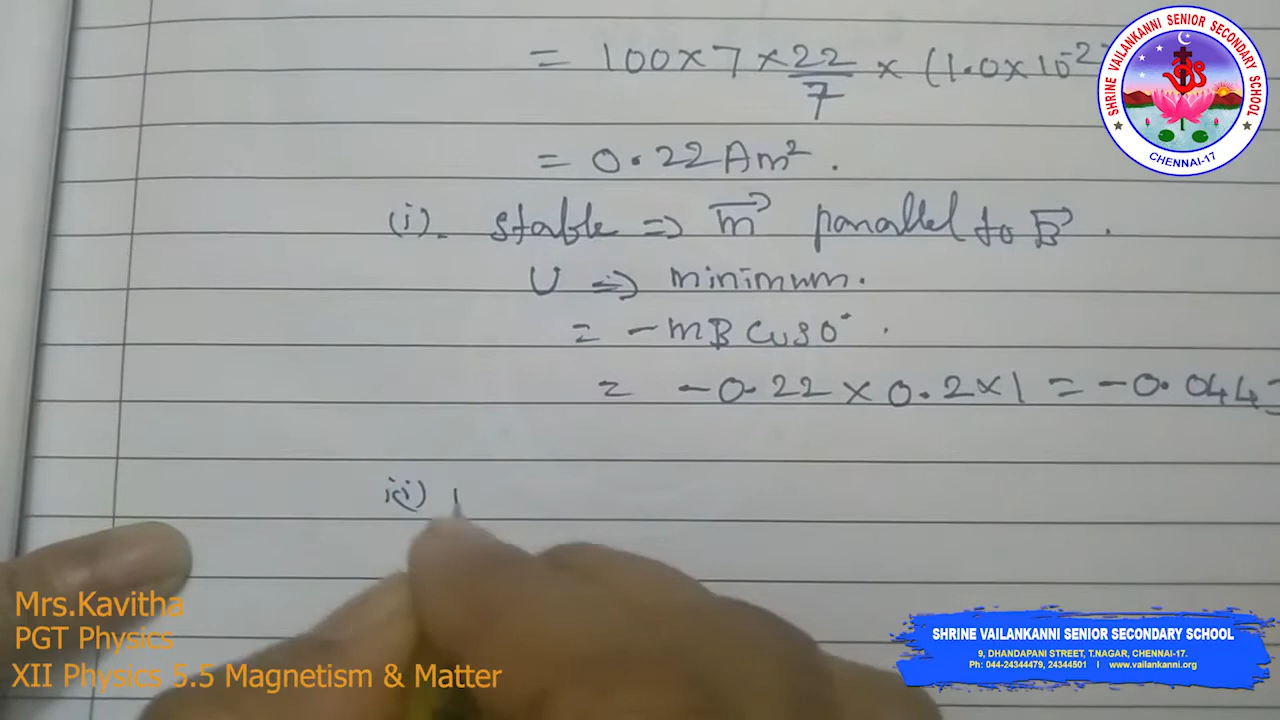 = 100 × 7 × 22/7 × (1.0 × 10⁻²
= 0.22 Am².
(i). stable => m⃗ parallel to B⃗.
U => minimum.
= -mB cos 0°.
= -0.22 × 0.2 × 1 = -0.044J
ii)
SHRINE VAILANKANNI SENIOR SECONDARY SCHOOL
CHENNAI-17
Mrs.Kavitha
PGT Physics
XII Physics 5.5 Magnetism & Matter
SHRINE VAILANKANNI SENIOR SECONDARY SCHOOL
9, DHANDAPANI STREET, T.NAGAR, CHENNAI-17.
Ph: 044-24344479, 24344501 I www.vailankanni.org